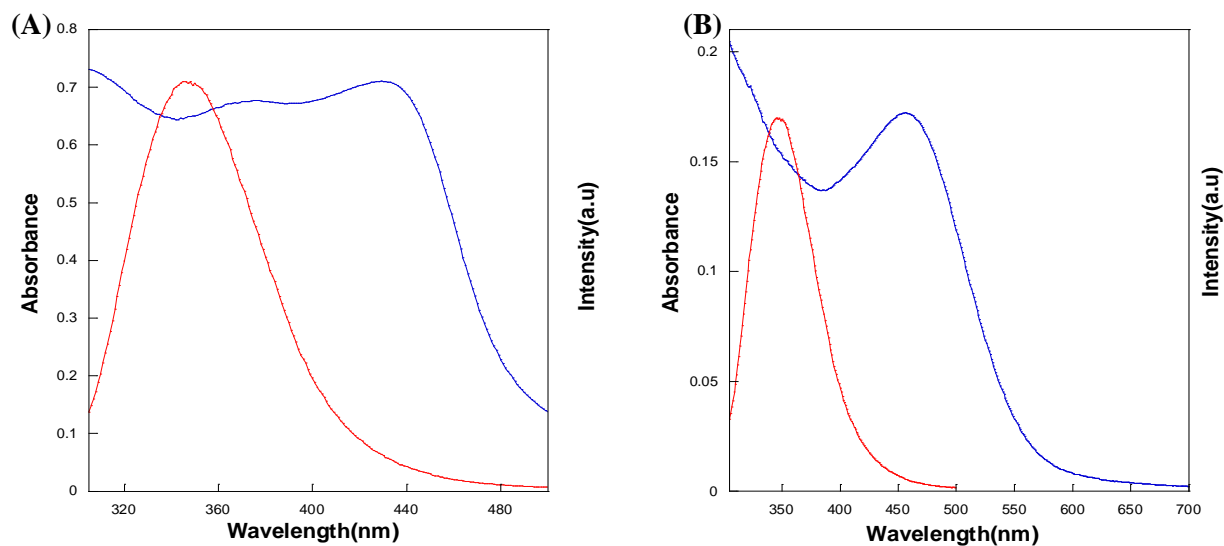 (A)
0.8
0.7
0.6
0.5
0.4
0.3
0.2
0.1
0
Absorbance
Intensity(a.u)
320 360 400 440 480
Wavelength(nm)
(B)
0.2
0.15
0.1
0.05
0
Absorbance
Intensity(a.u)
350 400 450 500 550 600 650 700
Wavelength(nm)